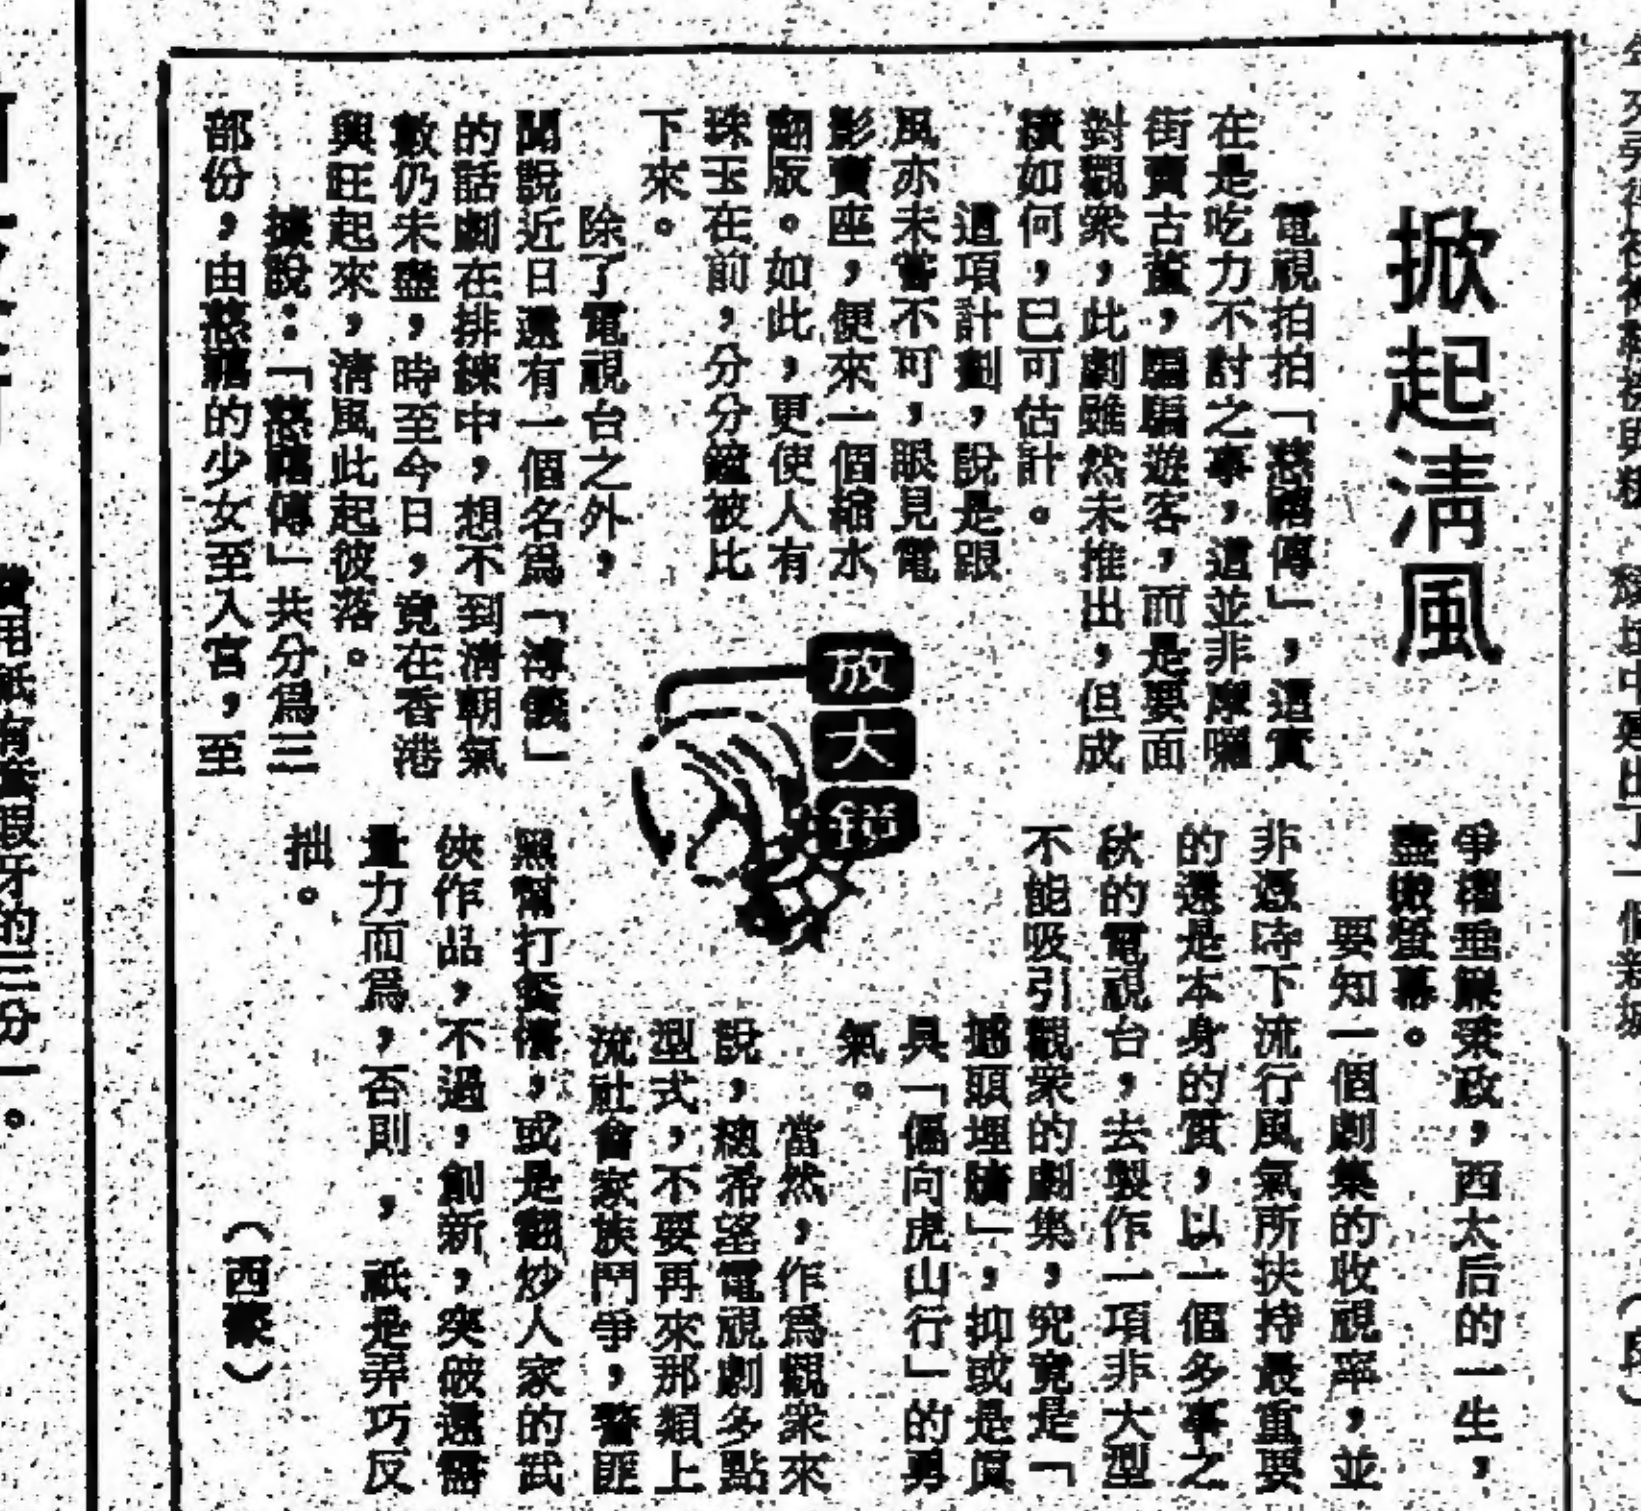 掀起清風
電視拍拍「慈禧傳」，這實
在是吃力不討之事，這並非摩囉
街賣古董，騙騙遊客，而是要面
對觀衆，此劇雖然未推出，但成
績如何，已可估計。
這項計劃，說是跟
風亦未嘗不可，眼見電
影賣座，便來一個縮水
翻版。如此，更使人有
珠玉在前，分分鐘被比
下來。
除了電視台之外，
聞說近日還有一個名爲「清宮」
的話劇在排練中，想不到清朝氣
數仍未盡，時至今日，竟在香港
興旺起來，清風此起彼落。
據說：「慈禧傳」共分爲三
部份，由慈禧的少女至入宮，至
爭權垂簾聽政，西太后的一生，
盡搬螢幕。
要知一個劇集的收視率，並
非憑時下流行風氣所扶持最重要
的還是本身的質，以一個多事之
秋的電視台，去製作一項非大型
不能吸引觀衆的劇集，究竟是「
撼頭埋牆」，抑或是眞
具「偏向虎山行」的勇
氣。
當然，作爲觀衆來
說，總希望電視劇多點
型式，不要再來那類上
流社會家族鬥爭，警匪
黑幫打殺情，或是翻炒人家的武
俠作品，不過，創新，突破還需
量力而爲，否則，祗是弄巧反
拙。
放大鏡